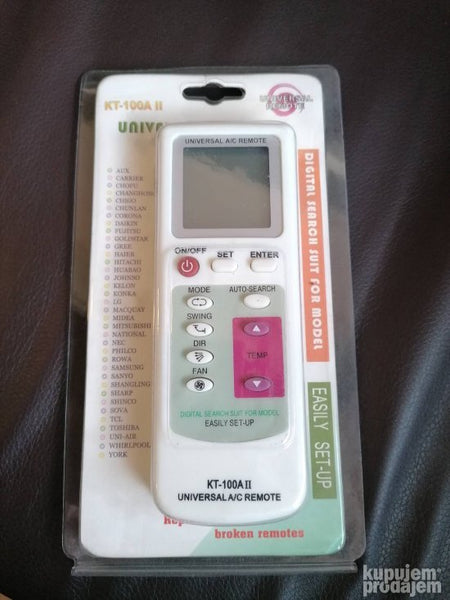 KT-100A II
UNIVERSAL
REMOTE
UNIVE
UNIVERSAL A/C REMOTE
AUX
CARRIER
CHOFU
CHANGHONG
CHIGO
CHUNLAN
CORONA
DAIKIN
FUJITSU
GOLDSTAR
GREE
HAIER
HITACHI
HUABAO
JOHNSO
KELON
KONKA
LG
MACQUAY
MIDEA
MITSUBISHI
NATIONAL
NEC
PHILCO
ROWA
SAMSUNG
SANYO
SHANGLING
SHARP
SHINCO
SOVA
TCL
TOSHIBA
UNI-AIR
WHIRLPOOL
YORK
ON/OFF
SET
ENTER
MODE
AUTO-SEARCH
SWING
DIR
TEMP
FAN
DIGITAL SEARCH SUIT FOR MODEL
EASILY SET-UP
KT-100A II
UNIVERSAL A/C REMOTE
DIGITAL SEARCH SUIT FOR MODEL
EASILY SET-UP
broken remotes
kupujem
prodajem